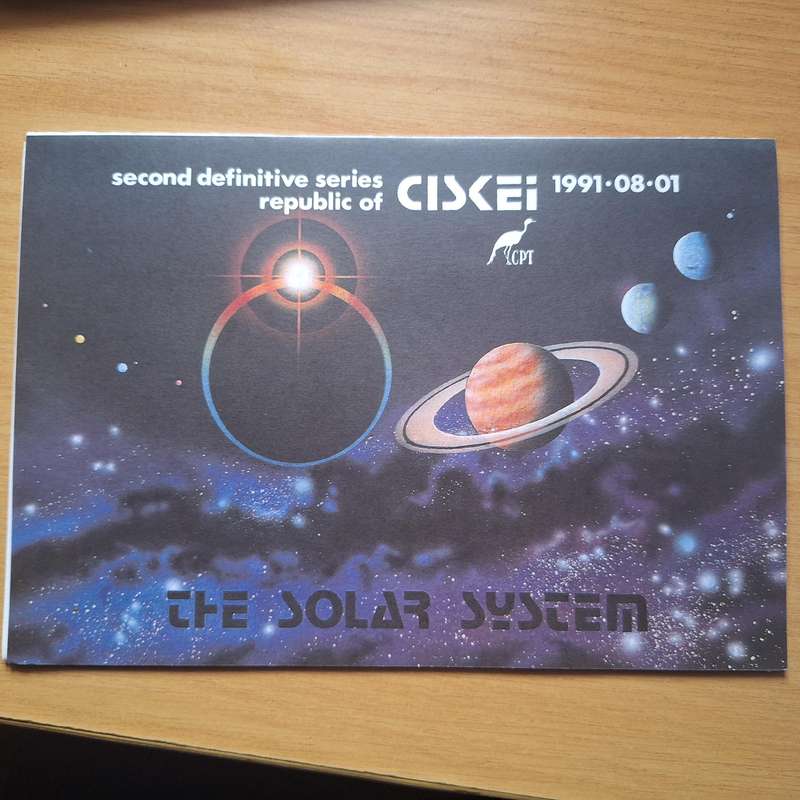 second definitive series
republic of CISKEi 1991·08·01
CPT
THE SOLAR SYSTEM